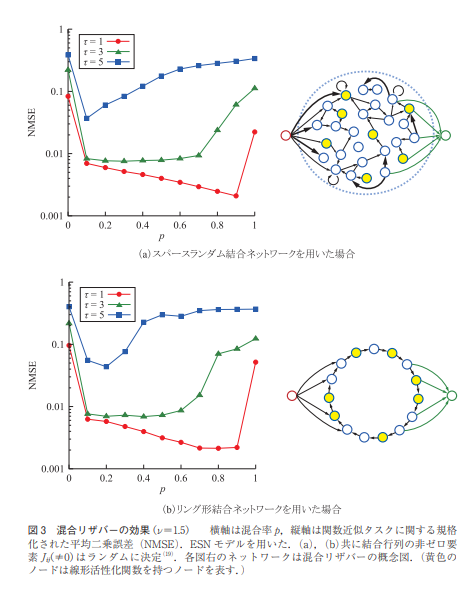 1
τ = 1
τ = 3
τ = 5
0.1
NMSE
0.01
0.001
0 0.2 0.4 0.6 0.8 1
p
(a)スパースランダム結合ネットワークを用いた場合
1
τ = 1
τ = 3
τ = 5
0.1
NMSE
0.01
0.001
0 0.2 0.4 0.6 0.8 1
p
(b)リング形結合ネットワークを用いた場合
図3 混合リザバーの効果(ν=1.5) 横軸は混合率 p,縦軸は関数近似タスクに関する規格
化された平均二乗誤差(NMSE).ESNモデルを用いた.(a),(b)共に結合行列の非ゼロ要
素 Jij(≠0)はランダムに決定(19).各図右のネットワークは混合リザバーの概念図.(黄色の
ノードは線形活性化関数を持つノードを表す.)